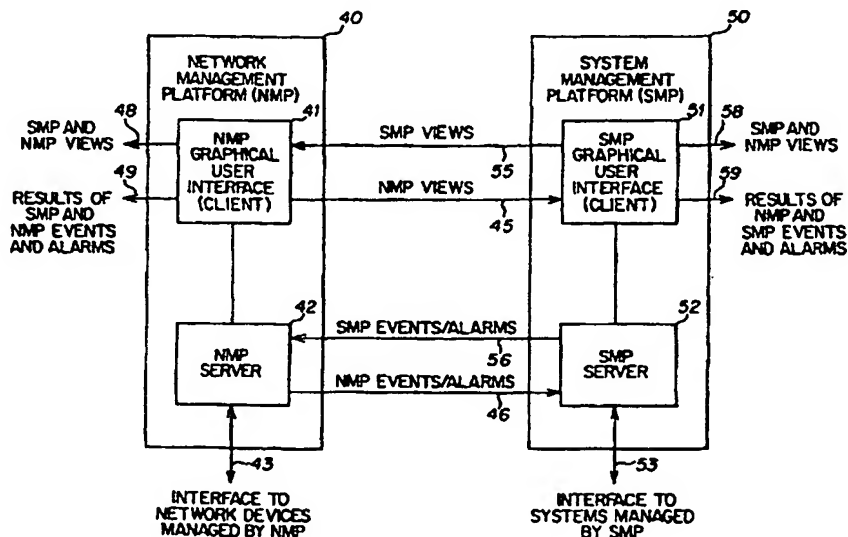 40
50
NETWORK
MANAGEMENT
PLATFORM (NMP)
SYSTEM
MANAGEMENT
PLATFORM (SMP)
48
41
51
58
SMP AND
NMP VIEWS
NMP
GRAPHICAL
USER
INTERFACE
(CLIENT)
SMP VIEWS
55
SMP
GRAPHICAL
USER
INTERFACE
(CLIENT)
SMP AND
NMP VIEWS
49
59
RESULTS OF
SMP AND
NMP EVENTS
AND ALARMS
NMP VIEWS
45
RESULTS OF
NMP AND
SMP EVENTS
AND ALARMS
42
52
NMP
SERVER
SMP EVENTS/ALARMS
56
NMP EVENTS/ALARMS
46
SMP
SERVER
43
53
INTERFACE TO
NETWORK DEVICES
MANAGED BY NMP
INTERFACE TO
SYSTEMS MANAGED
BY SMP